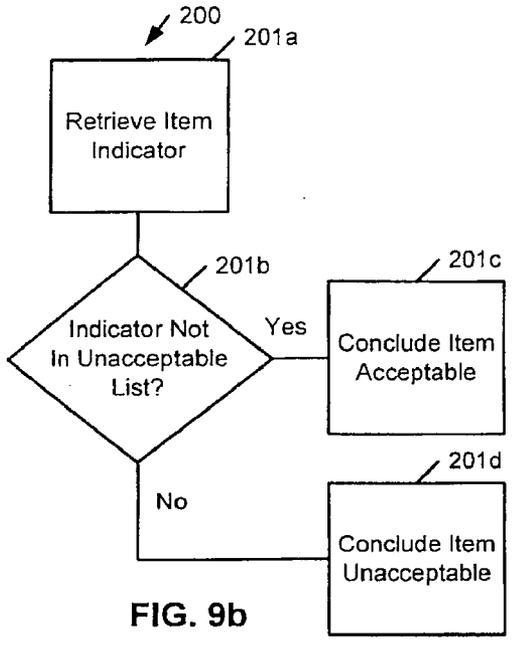 200
201a
Retrieve Item
Indicator
201b
Indicator Not
In Unacceptable
List?
Yes
201c
Conclude Item
Acceptable
No
201d
Conclude Item
Unacceptable
FIG. 9b